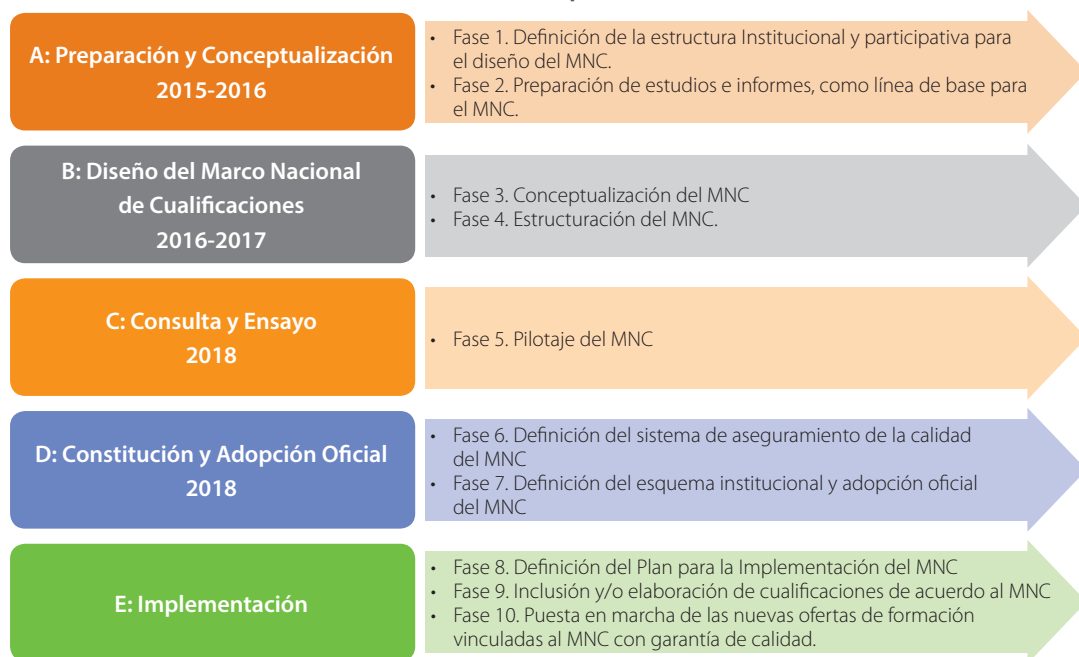 A: Preparación y Conceptualización
2015-2016
• Fase 1. Definición de la estructura Institucional y participativa para
el diseño del MNC.
• Fase 2. Preparación de estudios e informes, como línea de base para
el MNC.
B: Diseño del Marco Nacional
de Cualificaciones
2016-2017
• Fase 3. Conceptualización del MNC
• Fase 4. Estructuración del MNC.
C: Consulta y Ensayo
2018
• Fase 5. Pilotaje del MNC
D: Constitución y Adopción Oficial
2018
• Fase 6. Definición del sistema de aseguramiento de la calidad
del MNC
• Fase 7. Definición del esquema institucional y adopción oficial
del MNC
E: Implementación
• Fase 8. Definición del Plan para la Implementación del MNC
• Fase 9. Inclusión y/o elaboración de cualificaciones de acuerdo al MNC
• Fase 10. Puesta en marcha de las nuevas ofertas de formación
vinculadas al MNC con garantía de calidad.